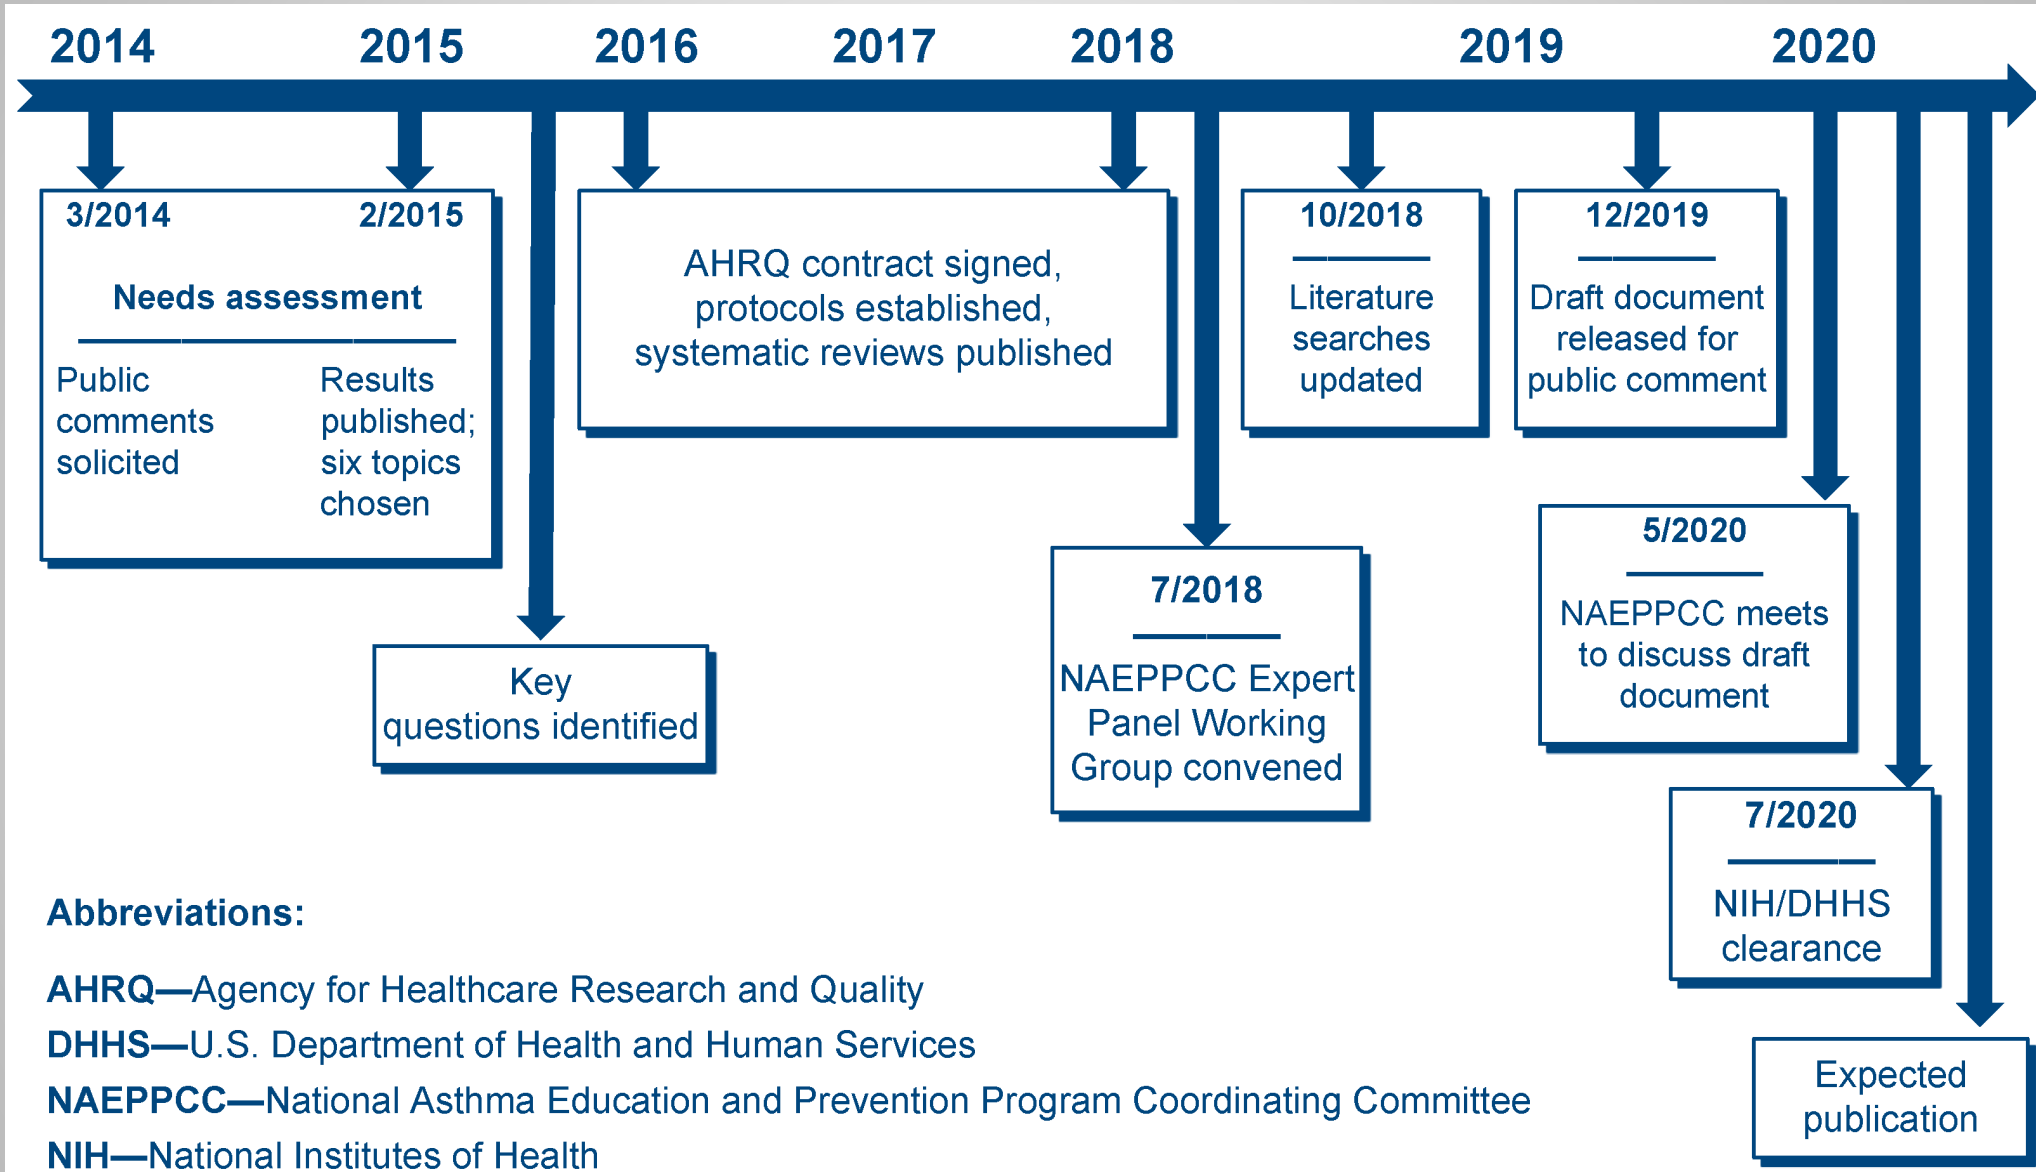 2014 2015 2016 2017 2018 2019 2020
3/2014 2/2015
Needs assessment
Public
comments
solicited
Results
published;
six topics
chosen
Key
questions identified
AHRQ contract signed,
protocols established,
systematic reviews published
7/2018
NAEPPCC Expert
Panel Working
Group convened
10/2018
Literature
searches
updated
12/2019
Draft document
released for
public comment
5/2020
NAEPPCC meets
to discuss draft
document
7/2020
NIH/DHHS
clearance
Expected
publication
Abbreviations:
AHRQ—Agency for Healthcare Research and Quality
DHHS—U.S. Department of Health and Human Services
NAEPPCC—National Asthma Education and Prevention Program Coordinating Committee
NIH—National Institutes of Health